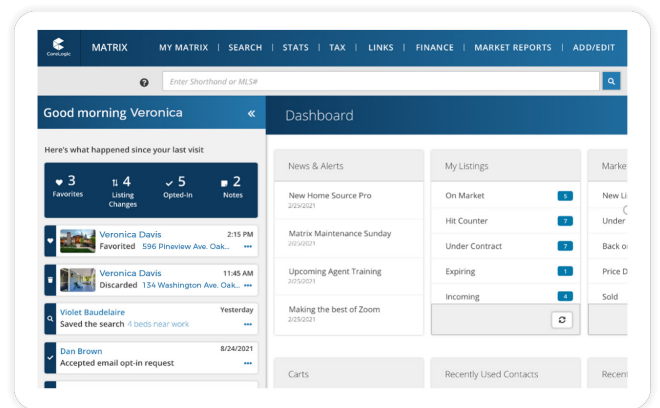 CoreLogic
MATRIX MY MATRIX | SEARCH | STATS | TAX | LINKS | FINANCE | MARKET REPORTS | ADD/EDIT
Enter Shorthand or MLS#
Good morning Veronica
Dashboard
Here's what happened since your last visit
3 4 5 2
Favorites Listing Changes Opted-In Notes
Veronica Davis 2:15 PM
Favorited 596 Pineview Ave. Oak...
Veronica Davis 11:45 AM
Discarded 134 Washington Ave. Oak...
Violet Baudelaire Yesterday
Saved the search 4 beds near work
Dan Brown 8/24/2021
Accepted email opt-in request
News & Alerts
New Home Source Pro
2/25/2021
Matrix Maintenance Sunday
2/25/2021
Upcoming Agent Training
2/25/2021
Making the best of Zoom
2/25/2021
My Listings
On Market 5
Hit Counter 7
Under Contract 7
Expiring 1
Incoming 4
Marke
New Li
Under
Back o
Price D
Sold
Carts
Recently Used Contacts
Recent